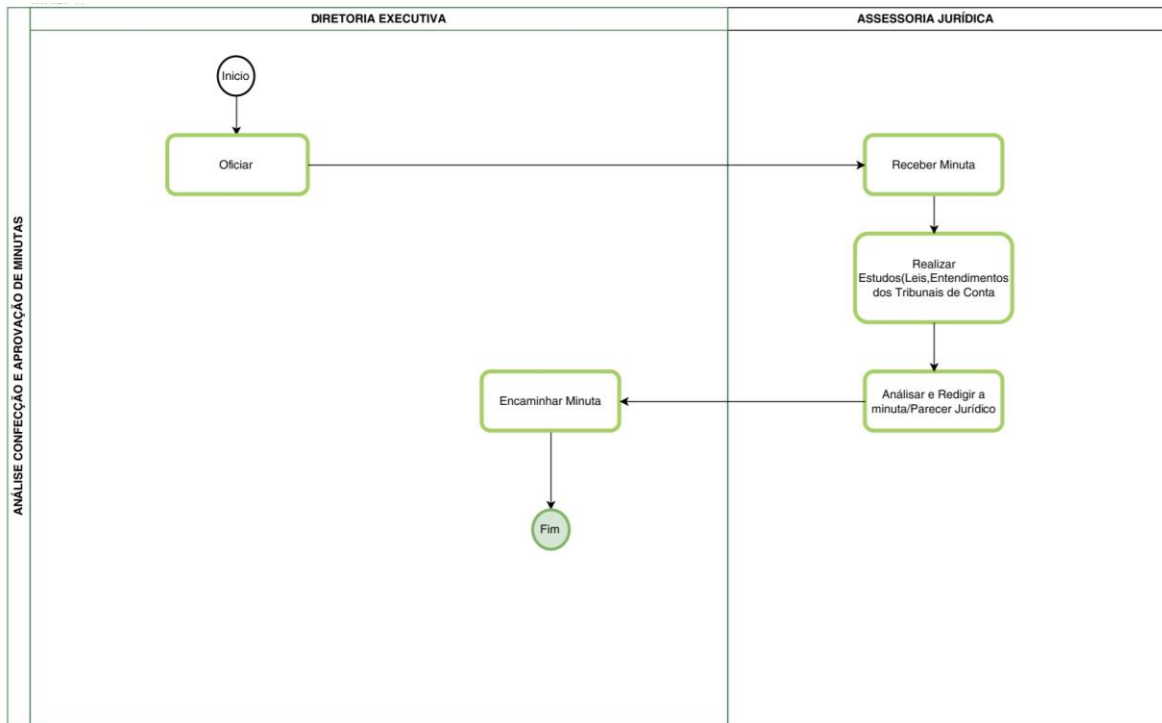 DIRETORIA EXECUTIVA
ASSESSORIA JURÍDICA
ANÁLISE CONFECÇÃO E APROVAÇÃO DE MINUTAS
Inicio
Oficiar
Receber Minuta
Realizar
Estudos(Leis,Entendimentos
dos Tribunais de Conta
Análisar e Redigir a
minuta/Parecer Jurídico
Encaminhar Minuta
Fim